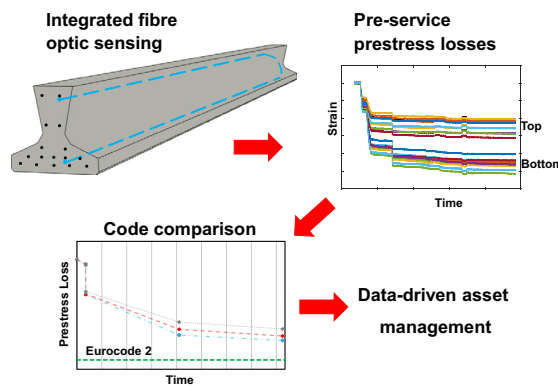 Integrated fibre
optic sensing
Pre-service
prestress losses
Strain
Top
Bottom
Time
Code comparison
Prestress Loss
Eurocode 2
Time
Data-driven asset
management